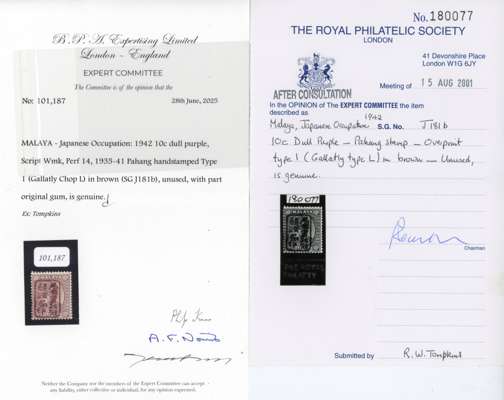 B. P. A. Expertising Limited
London ~ England
EXPERT COMMITTEE
The Committee is of the opinion that the
No: 101,187
28th June, 2025
MALAYA - Japanese Occupation: 1942 10c dull purple,
Script Wmk, Perf 14, 1935-41 Pahang handstamped Type
1 (Gallatly Chop L) in brown (SG J181b), unused, with part
original gum, is genuine.
Ex: Tompkins
101,187
Neither the Company nor the members of the Expert Committee can accept
any liability, either collective or individual, for any opinion expressed.
No. 180077
THE ROYAL PHILATELIC SOCIETY
LONDON
41 Devonshire Place
London W1G 6JY
Meeting of 15 AUG 2001
AFTER CONSULTATION
In the OPINION of The EXPERT COMMITTEE the item
described as
1942
Malaya, Japanese Occupation S.G. No. J181b
10c Dull Purple - Pahang stamp - Overprint
type 1 (Gallatly type L) in brown - Unused,
is genuine.
180077
THE ROYAL
Chairman
Submitted by R.W. Tompkins